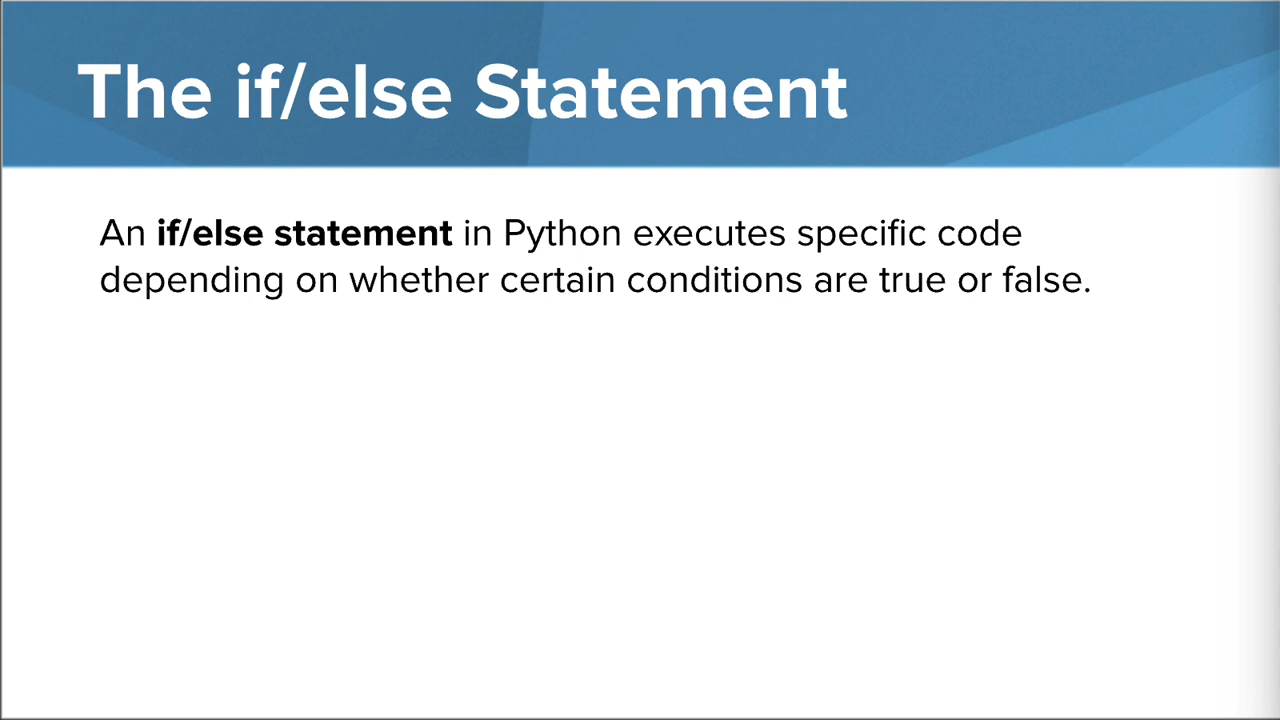 The if/else Statement
An if/else statement in Python executes specific code
depending on whether certain conditions are true or false.